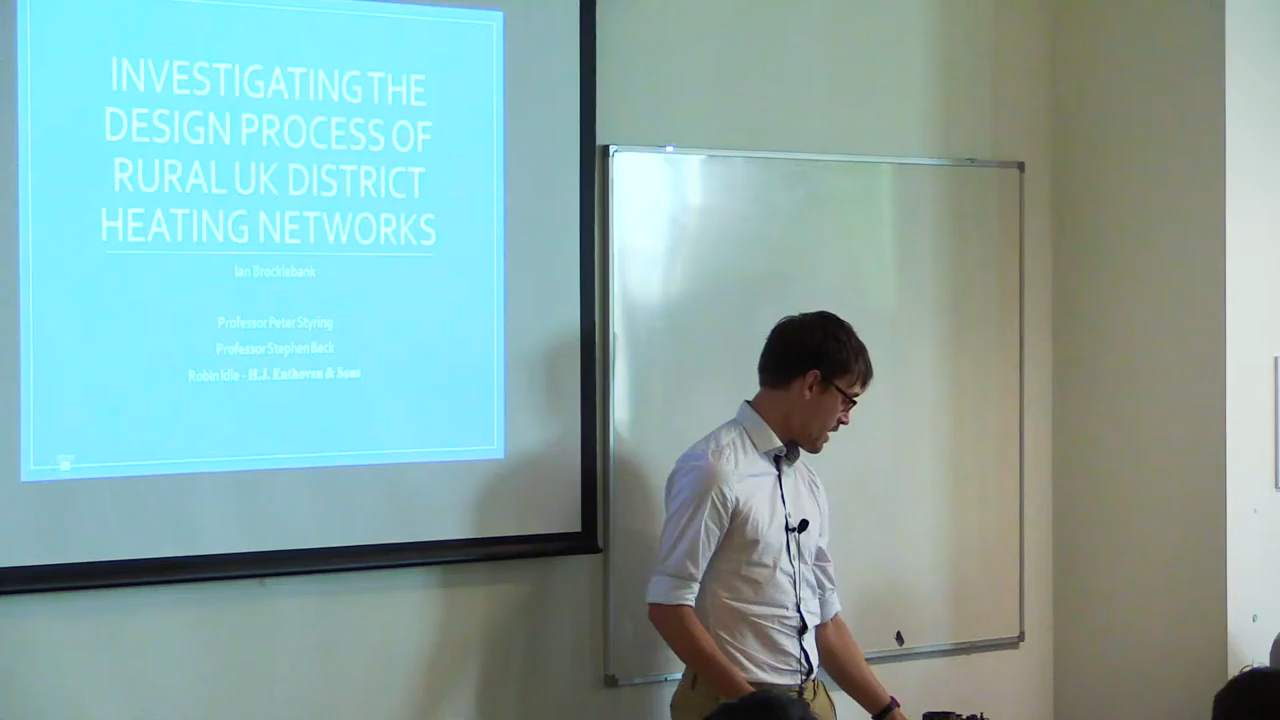 INVESTIGATING THE
DESIGN PROCESS OF
RURAL UK DISTRICT
HEATING NETWORKS
Ian Brocklebank
Professor Peter Styring
Professor Stephen Beck
Robin Idle - H.J. Enthoven & Sons